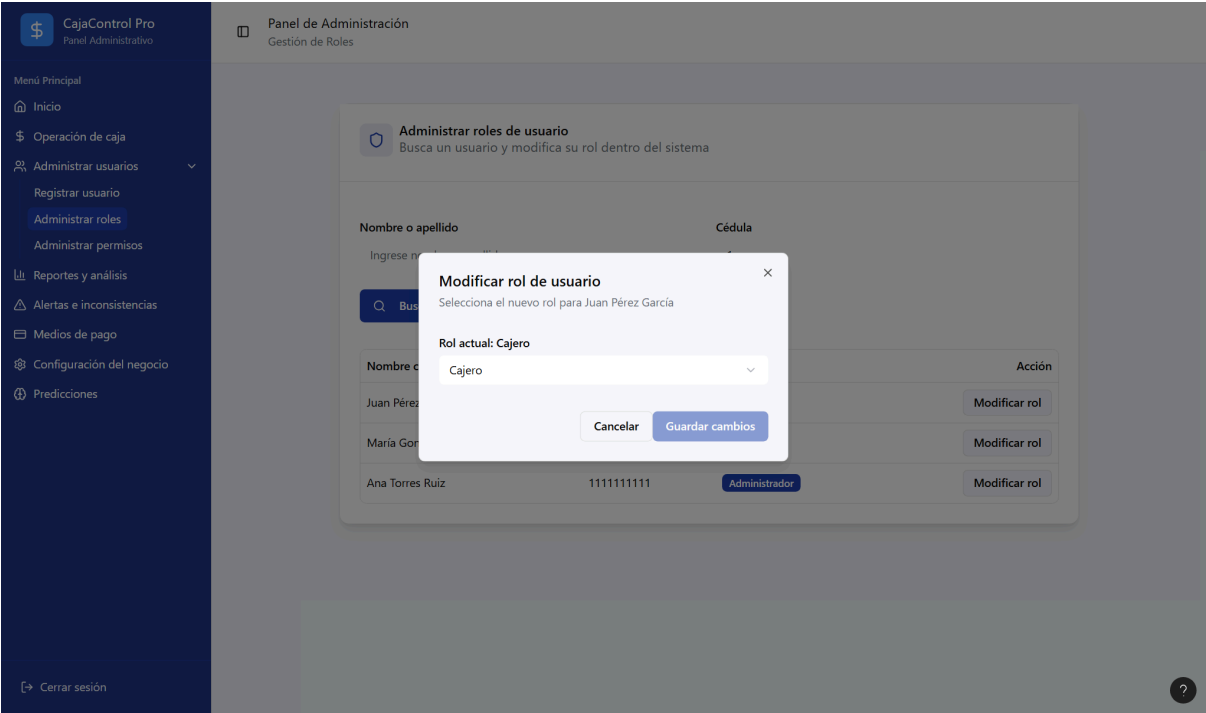 CajaControl Pro
Panel Administrativo
Menú Principal
Inicio
Operación de caja
Administrar usuarios
Registrar usuario
Administrar roles
Administrar permisos
Reportes y análisis
Alertas e inconsistencias
Medios de pago
Configuración del negocio
Predicciones
Cerrar sesión
Panel de Administración
Gestión de Roles
Administrar roles de usuario
Busca un usuario y modifica su rol dentro del sistema
Nombre o apellido Cédula
Ingrese
Modificar rol de usuario
Selecciona el nuevo rol para Juan Pérez García
Rol actual: Cajero
Cajero
Cancelar Guardar cambios
Nombre Acción
Juan Pérez Modificar rol
María Modificar rol
Ana Torres Ruiz 1111111111 Administrador Modificar rol
?